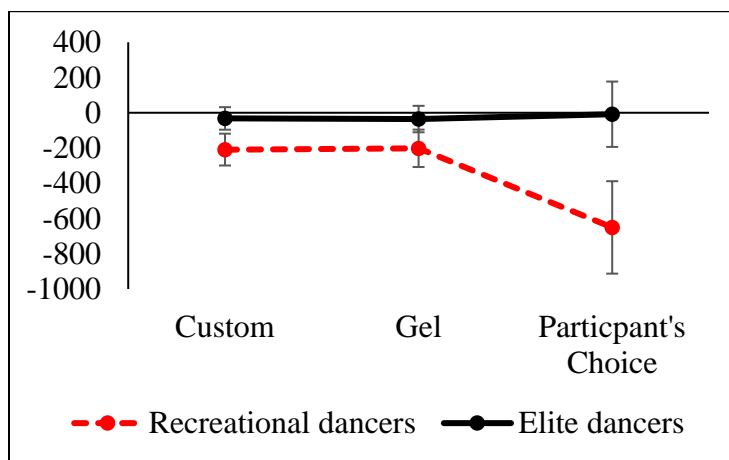 400
200
0
-200
-400
-600
-800
-1000
Custom
Gel
Particpant's
Choice
Recreational dancers
Elite dancers